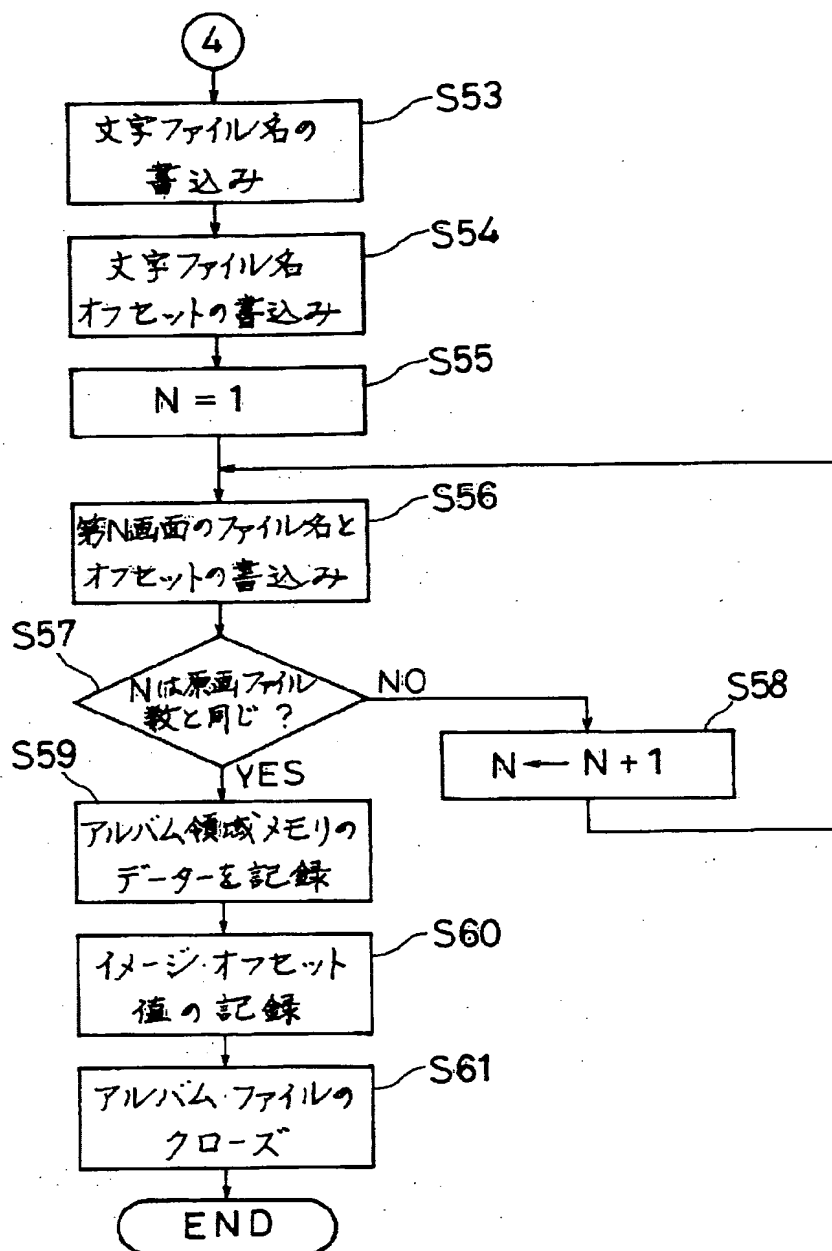 4
S53
文字ファイル名の
書込み
S54
文字ファイル名
オフセットの書込み
S55
N = 1
S56
第N画面のファイル名と
オフセットの書込み
S57
Nは原画ファイル
数と同じ?
NO
S58
N ← N + 1
YES
S59
アルバム領域メモリの
データーを記録
S60
イメージ・オフセット
値の記録
S61
アルバム・ファイルの
クローズ
END